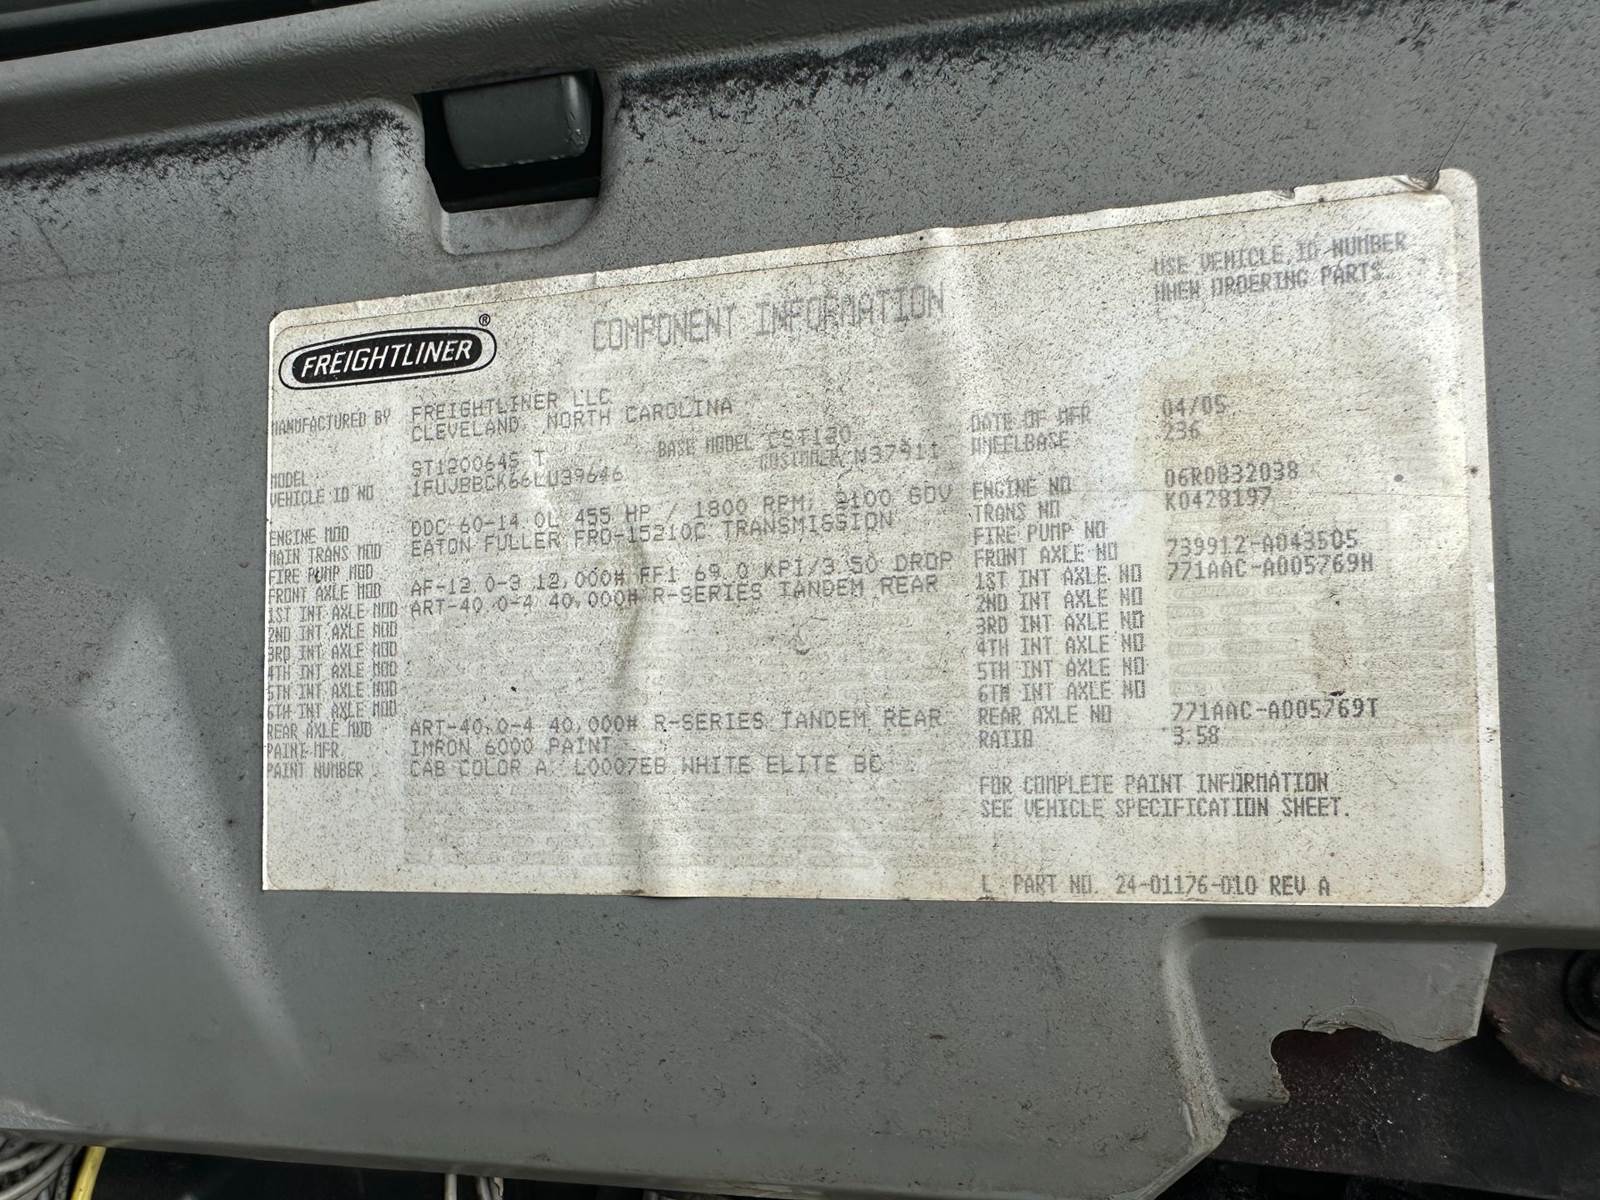 FREIGHTLINER®
COMPONENT INFORMATION
USE VEHICLE ID NUMBER
WHEN ORDERING PARTS.
MANUFACTURED BY FREIGHTLINER LLC
CLEVELAND, NORTH CAROLINA
DATE OF MFR 04/05
WHEELBASE 236
MODEL ST120064S T BASE MODEL CST120
VEHICLE ID NO CUSTOMER M37911
ENGINE MOD DDC 60-14.0L 455 HP / 1800 RPM, 2100 GOV ENGINE NO 06R0832038
MAIN TRANS MOD EATON FULLER FRO-15210C TRANSMISSION TRANS NO K0428197
FIRE PUMP MOD FIRE PUMP NO
FRONT AXLE MOD AF-12.0-3 12,000# FF1 69.0 KPI/3.50 DROP FRONT AXLE NO 739912-A043505
1ST INT AXLE MOD ART-40.0-4 40,000# R-SERIES TANDEM REAR 1ST INT AXLE NO 771AAC-A005769H
2ND INT AXLE MOD 2ND INT AXLE NO
3RD INT AXLE MOD 3RD INT AXLE NO
4TH INT AXLE MOD 4TH INT AXLE NO
5TH INT AXLE MOD 5TH INT AXLE NO
6TH INT AXLE MOD 6TH INT AXLE NO
REAR AXLE MOD ART-40.0-4 40,000# R-SERIES TANDEM REAR REAR AXLE NO 771AAC-A005769T
PAINT MFR. IMRON 6000 PAINT RATIO 3.58
PAINT NUMBER CAB COLOR A: L0007EB WHITE ELITE BC
FOR COMPLETE PAINT INFORMATION
SEE VEHICLE SPECIFICATION SHEET.
L PART NO. 24-01176-010 REV A